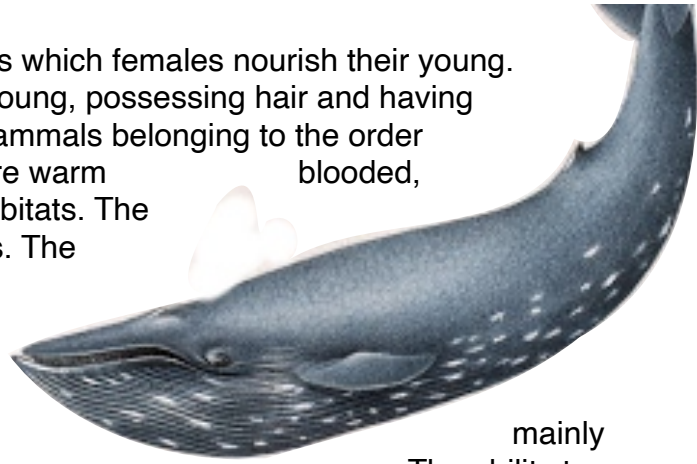 s which females nourish their young.
oung, possessing hair and having
ammals belonging to the order
re warm blooded,
bitats. The
s. The
mainly